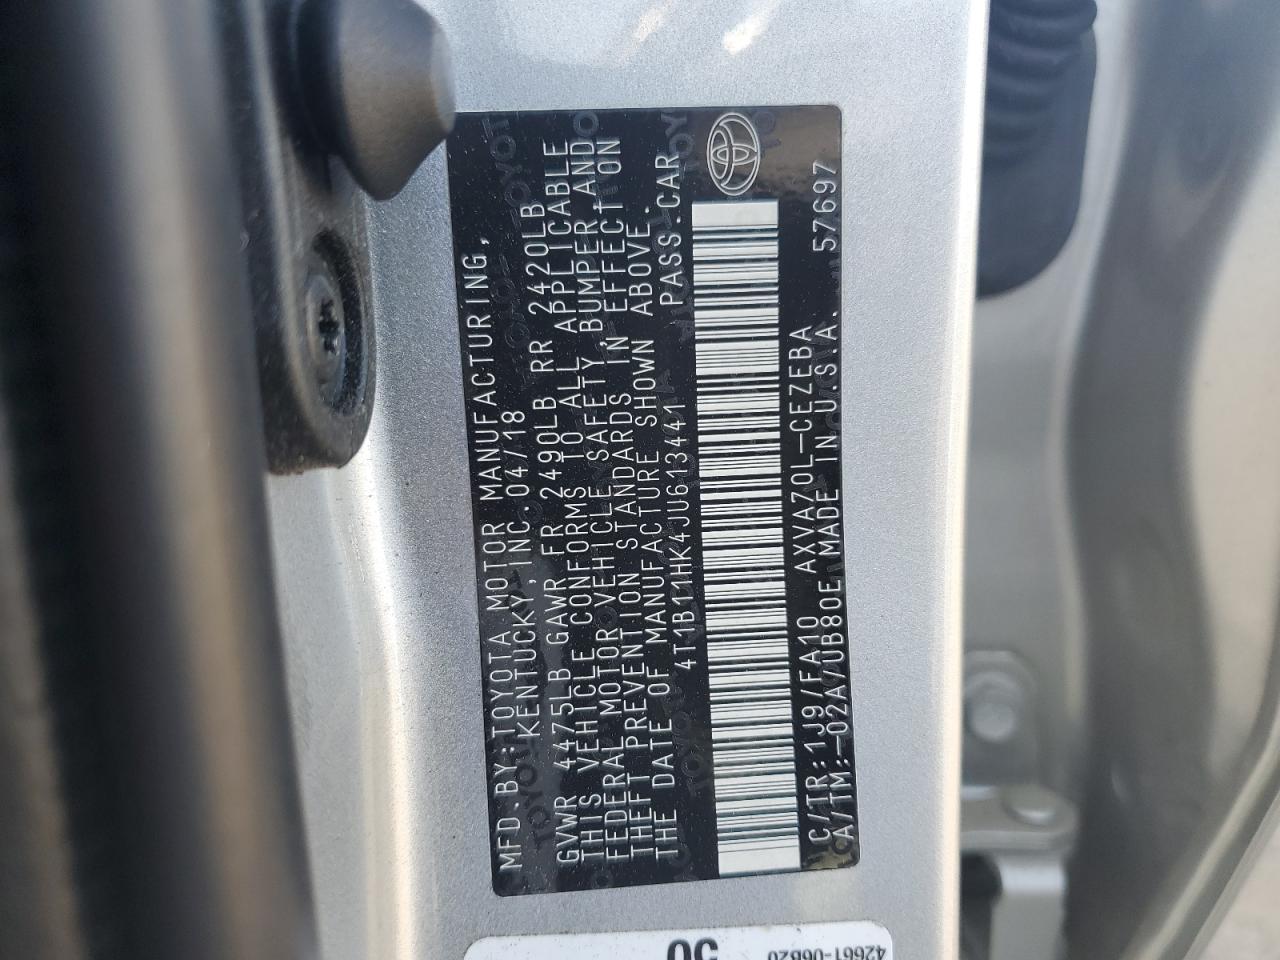 MFD.BY:TOYOTA MOTOR MANUFACTURING,
KENTUCKY,INC.04/18
GVWR 4475LB GAWR FR 2490LB RR 2420LB
THIS VEHICLE CONFORMS TO ALL APPLICABLE
FEDERAL MOTOR VEHICLE SAFETY,BUMPER,AND
THEFT PREVENTION STANDARDS IN EFFECT ON
THE DATE OF MANUFACTURE SHOWN ABOVE.
4T1B11HK4JU613441 PASS.CAR
C/TR:1J9/FA10 AXVA70L-CEZEBA
A/TM:-02A/UB80E MADE IN U.S.A. 57697
42661-06B20